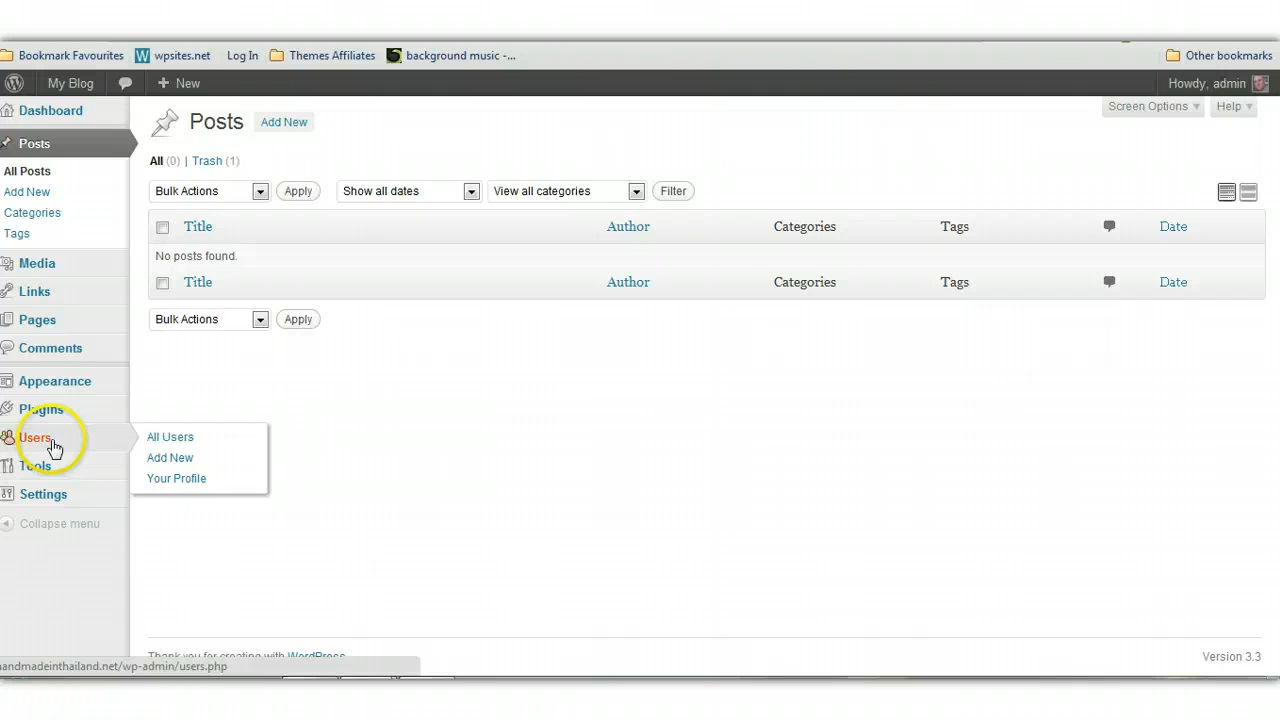 Bookmark Favourites wpsites.net Log In Themes Affiliates background music -... Other bookmarks
My Blog + New Howdy, admin
Dashboard
Posts Add New Screen Options Help
Posts
All (0) | Trash (1)
All Posts
Add New
Bulk Actions Apply Show all dates View all categories Filter
Categories
Tags
Title Author Categories Tags Date
No posts found.
Media
Title Author Categories Tags Date
Links
Pages
Bulk Actions Apply
Comments
Appearance
Plugins
Users
All Users
Add New
Your Profile
Tools
Settings
Collapse menu
Thank you for creating with WordPress. Version 3.3
andmadeinthailand.net/wp-admin/users.php